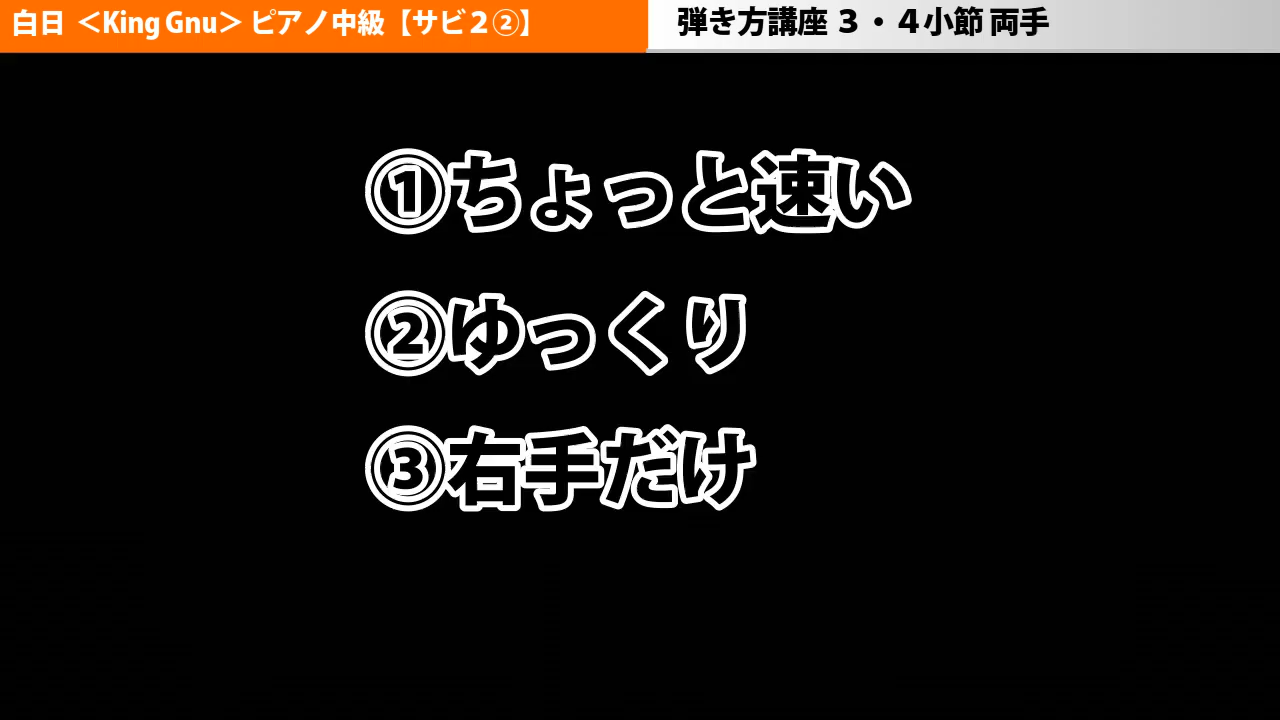 白日 ＜King Gnu＞ ピアノ中級【サビ２②】
弾き方講座 ３・４小節 両手
①ちょっと速い
②ゆっくり
③右手だけ